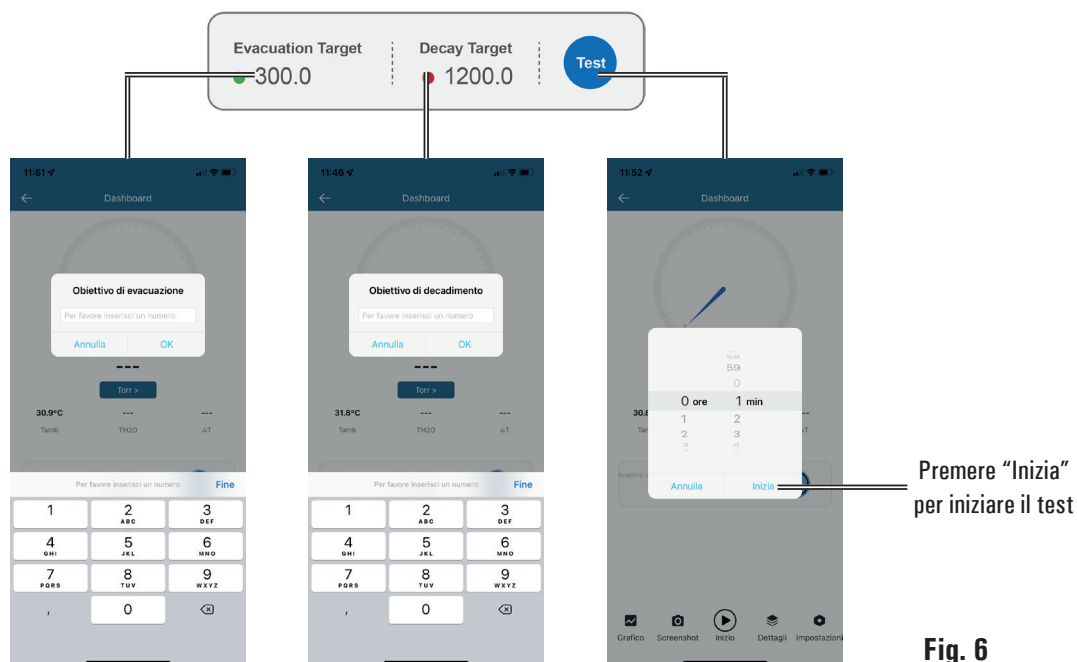 Evacuation Target
300.0
Decay Target
1200.0
Test
11:51
Dashboard
Obiettivo di evacuazione
Per favore inserisci un numero
Annulla OK
---
Torr >
30.9°C --- ---
Tamb TH2O ΔT
Per favore inserisci un numero Fine
1 2 ABC 3 DEF
4 GHI 5 JKL 6 MNO
7 PQRS 8 TUV 9 WXYZ
, 0
11:46
Dashboard
Obiettivo di decadimento
Per favore inserisci un numero
Annulla OK
---
Torr >
31.8°C --- ---
Tamb TH2O ΔT
Per favore inserisci un numero Fine
1 2 ABC 3 DEF
4 GHI 5 JKL 6 MNO
7 PQRS 8 TUV 9 WXYZ
, 0
11:52
Dashboard
58
59
0
0 ore 1 min
1 2
2 3
3 4
Annulla Inizia
Grafico Screenshot Inizio Dettagli Impostazioni
Premere “Inizia”
per iniziare il test
Fig. 6